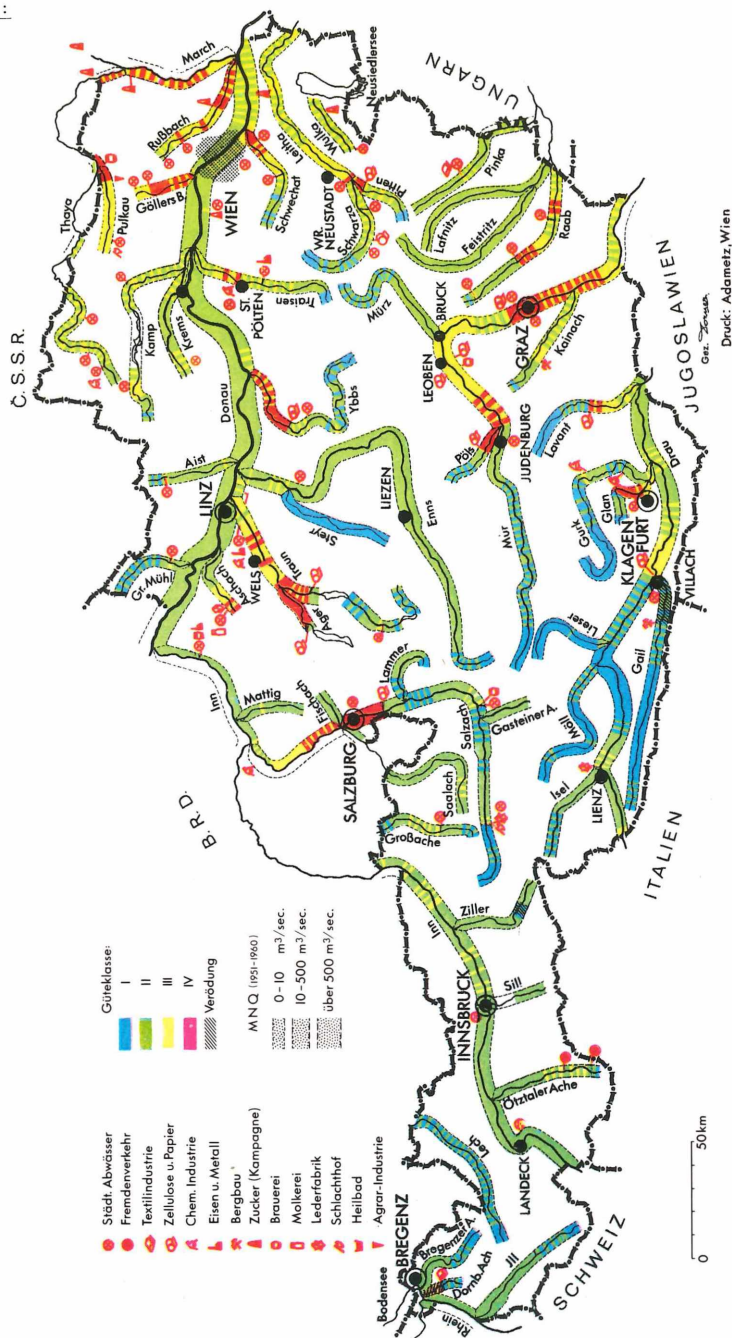 :
Städt. Abwässer
Fremdenverkehr
Textilindustrie
Zellulose u. Papier
Chem. Industrie
Eisen u. Metall
Bergbau
Zucker (Kampagne)
Brauerei
Molkerei
Lederfabrik
Schlachthof
Heilbad
Agrar-Industrie
Güteklasse:
I
II
III
IV
Verödung
MNQ (1951-1960)
0-10 m³/sec.
10-500 m³/sec.
über 500 m³/sec.
0
50 km
Č.S.S.R.
B.R.D.
UNGARN
JUGOSLAWIEN
ITALIEN
SCHWEIZ
Bodensee
BREGENZ
Bregenzer A.
Dornb. Ach
Rhein
Jll
Lech
LANDECK
Ötztaler Ache
INNSBRUCK
Sill
Inn
Ziller
Großache
Saalach
SALZBURG
Fischach
Lammer
Salzach
Gasteiner A.
Mattig
Inn
Isel
LIENZ
Möll
Lieser
Gail
VILLACH
KLAGENFURT
Glan
Gurk
Drau
Lavant
Gr. Mühl
Aschach
LINZ
WELS
Traun
Ager
Aist
Steyr
LIEZEN
Enns
Mur
Pöls
JUDENBURG
LEOBEN
BRUCK
Mürz
GRAZ
Kainach
Raab
Feistritz
Lafnitz
Pinka
Donau
Ybbs
Kamp
Krems
ST. PÖLTEN
Traisen
Thaya
Pulkau
Göllers B.
WIEN
Rußbach
March
Schwechat
Leitha
WR. NEUSTADT
Schwarza
Pitten
Wulka
Neusiedlersee
Gez.
Druck: Adametz, Wien